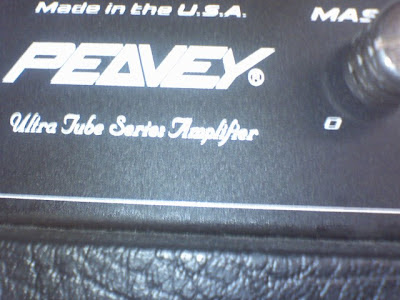 Made in the U.S.A.
MAS
PEAVEY®
Ultra Tube Series Amplifier
0